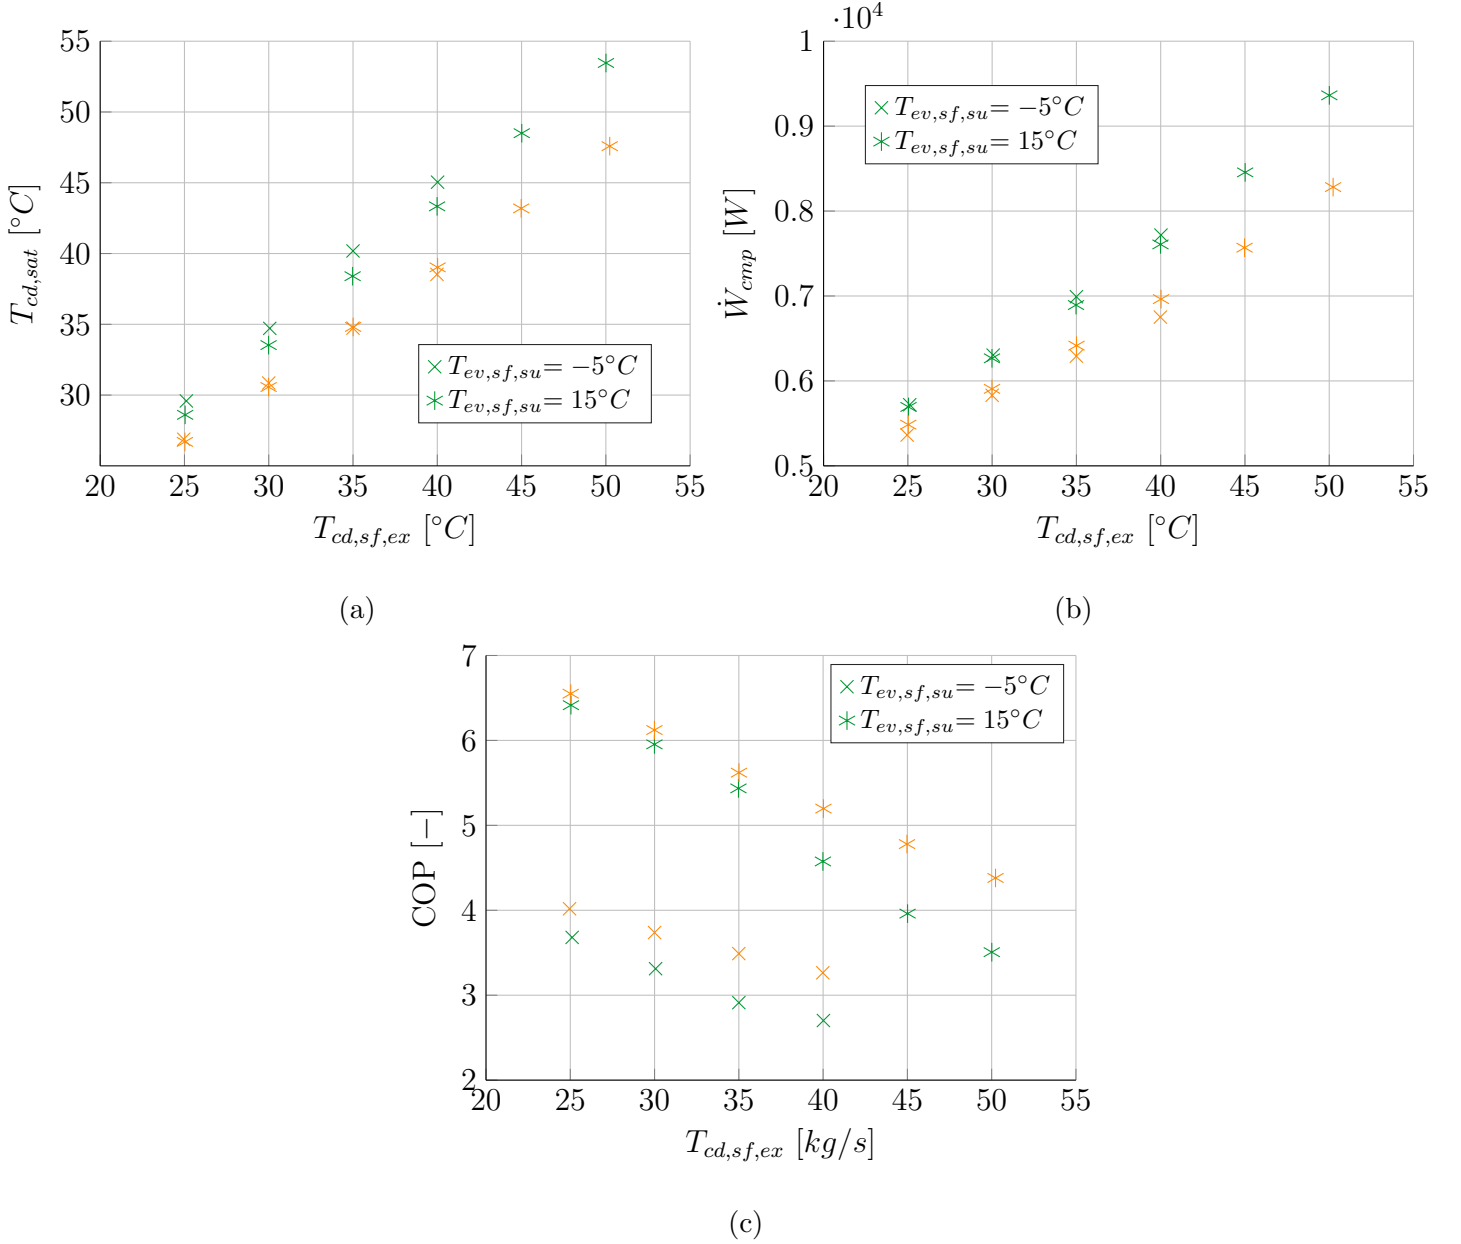 ·10⁴
55
50
45
40
35
30
20 25 30 35 40 45 50 55
T_{cd,sat} [°C]
T_{cd,sf,ex} [°C]
T_{ev,sf,su}= −5°C
T_{ev,sf,su}= 15°C
(a)
1
0.9
0.8
0.7
0.6
0.5
20 25 30 35 40 45 50 55
Ẇ_{cmp} [W]
T_{cd,sf,ex} [°C]
T_{ev,sf,su}= −5°C
T_{ev,sf,su}= 15°C
(b)
7
6
5
4
3
2
20 25 30 35 40 45 50 55
COP [−]
T_{cd,sf,ex} [kg/s]
T_{ev,sf,su}= −5°C
T_{ev,sf,su}= 15°C
(c)